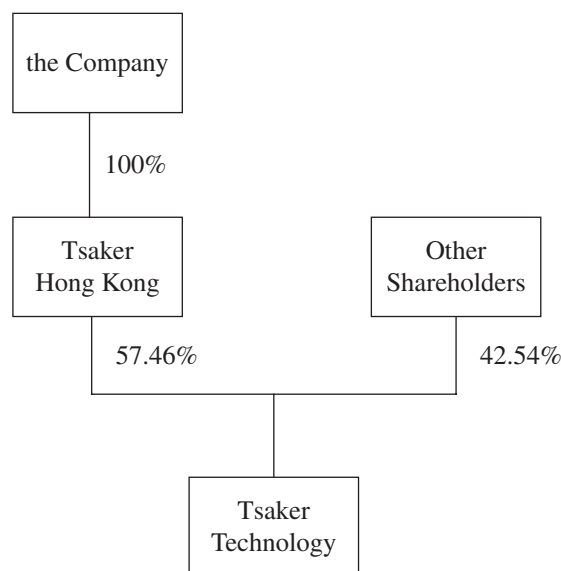 the Company
100%
Tsaker
Hong Kong
Other
Shareholders
57.46%
42.54%
Tsaker
Technology